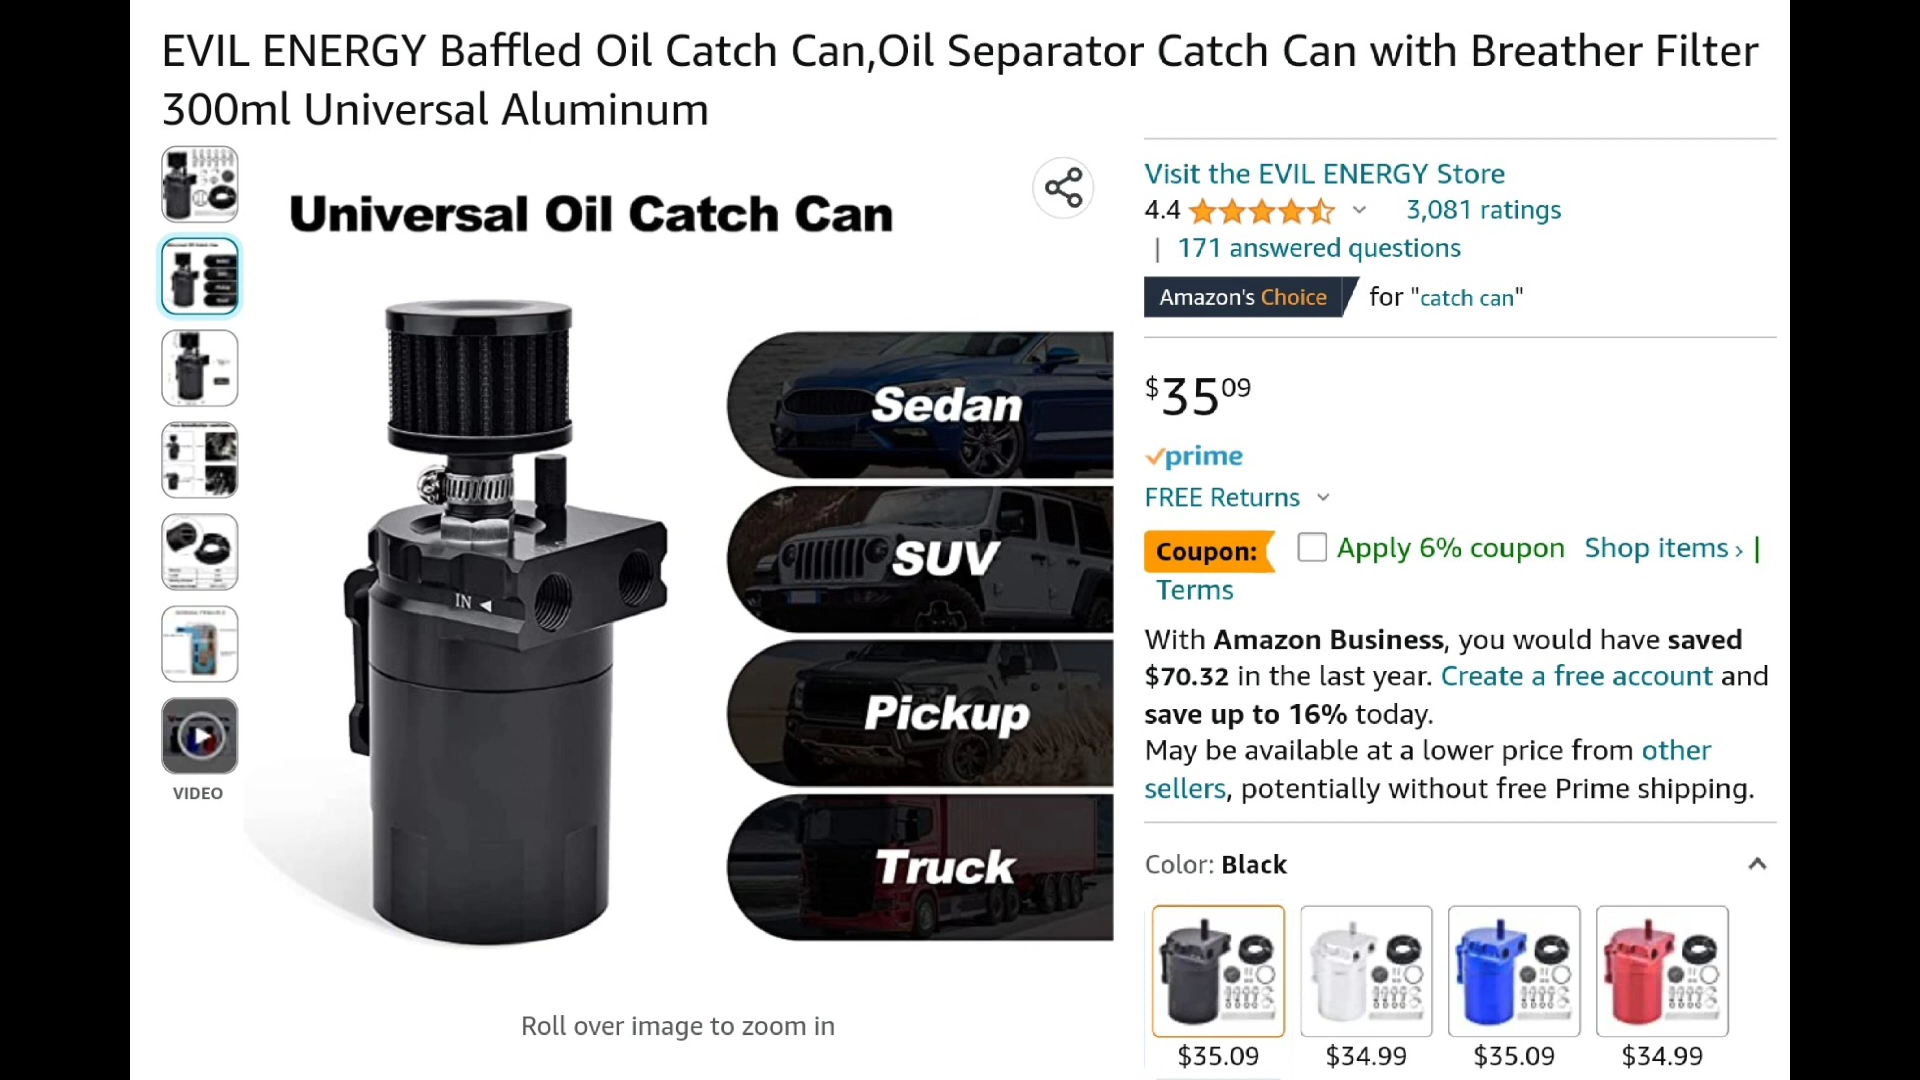 EVIL ENERGY Baffled Oil Catch Can,Oil Separator Catch Can with Breather Filter
300ml Universal Aluminum
Universal Oil Catch Can
IN
Sedan
SUV
Pickup
Truck
VIDEO
Roll over image to zoom in
Visit the EVIL ENERGY Store
4.4 3,081 ratings
| 171 answered questions
Amazon's Choice for "catch can"
$3509
prime
FREE Returns
Coupon: Apply 6% coupon Shop items › |
Terms
With Amazon Business, you would have saved
$70.32 in the last year. Create a free account and
save up to 16% today.
May be available at a lower price from other
sellers, potentially without free Prime shipping.
Color: Black
$35.09 $34.99 $35.09 $34.99